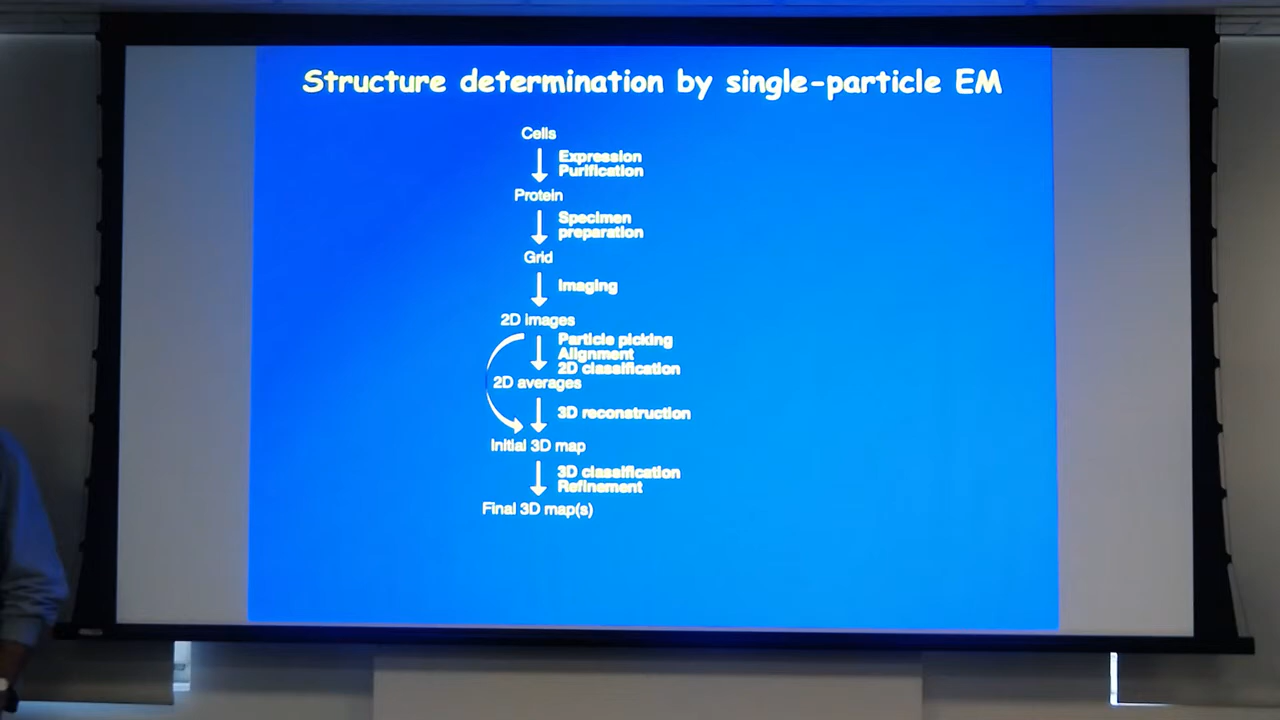 Structure determination by single-particle EM
Cells
Expression
Purification
Protein
Specimen
preparation
Grid
Imaging
2D images
Particle picking
Alignment
2D classification
2D averages
3D reconstruction
Initial 3D map
3D classification
Refinement
Final 3D map(s)